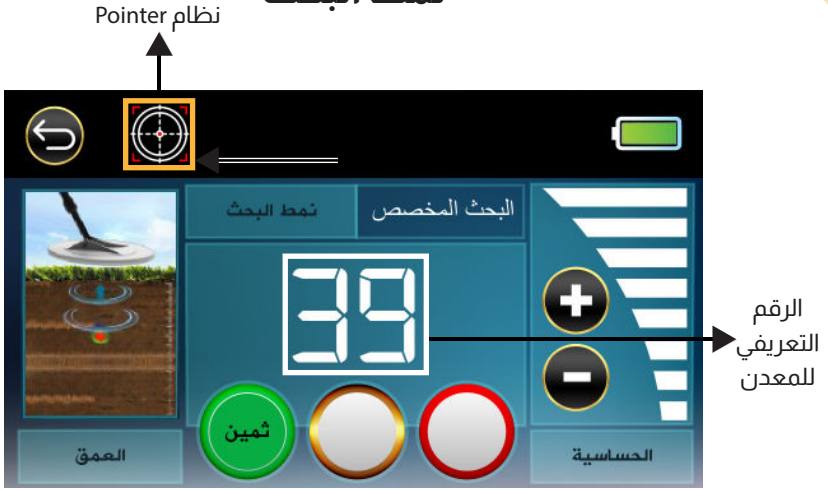 نظام Pointer
نمط البحث
البحث المخصص
39
الرقم
التعريفي
للمعدن
ثمين
العمق
الحساسية